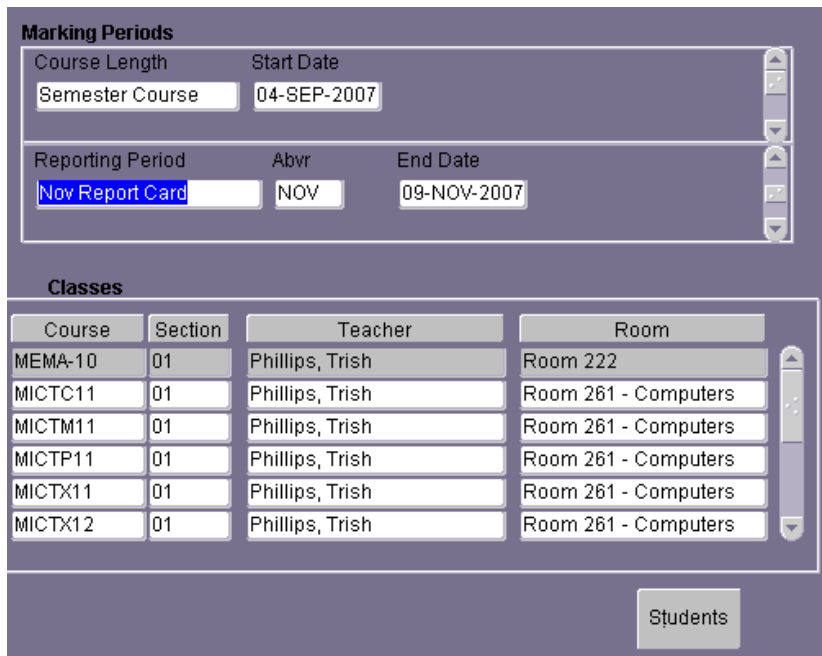 Marking Periods
Course Length Start Date
Semester Course 04-SEP-2007
Reporting Period Abvr End Date
Nov Report Card NOV 09-NOV-2007
Classes
Course Section Teacher Room
MEMA-10 01 Phillips, Trish Room 222
MICTC11 01 Phillips, Trish Room 261 - Computers
MICTM11 01 Phillips, Trish Room 261 - Computers
MICTP11 01 Phillips, Trish Room 261 - Computers
MICTX11 01 Phillips, Trish Room 261 - Computers
MICTX12 01 Phillips, Trish Room 261 - Computers
Students